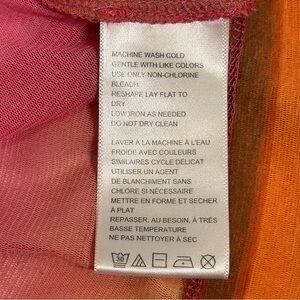 MACHINE WASH COLD
GENTLE WITH LIKE COLORS
USE ONLY NON-CHLORINE
BLEACH
RESHAPE LAY FLAT TO
DRY
LOW IRON AS NEEDED
DO NOT DRY CLEAN
LAVER A LA MACHINE À L'EAU
FROIDE AVEC COULEURS
SIMILAIRES CYCLE DÉLICAT
UTILISER UN AGENT
DE BLANCHIMENT SANS
CHLORE SI NÉCESSAIRE
METTRE EN FORME ET SÉCHER
À PLAT
REPASSER, AU BESOIN, À TRÈS
BASSE TEMPÉRATURE
NE PAS NETTOYER À SEC
30